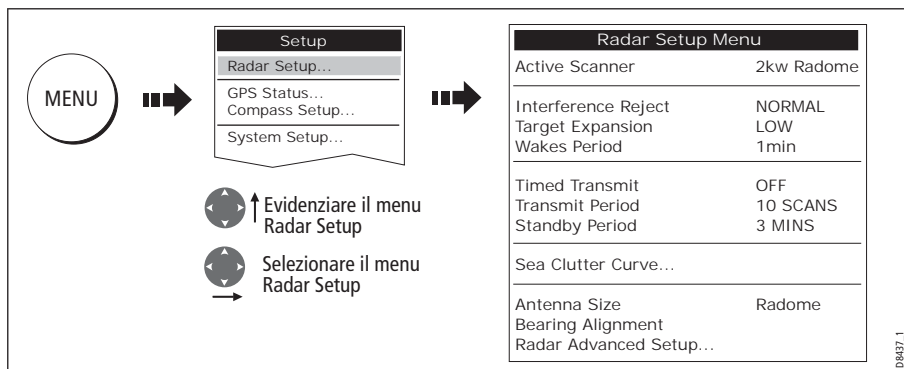 MENU
Setup
Radar Setup...
GPS Status...
Compass Setup...
System Setup...
Evidenziare il menu
Radar Setup
Selezionare il menu
Radar Setup
Radar Setup Menu
Active Scanner 2kw Radome
Interference Reject NORMAL
Target Expansion LOW
Wakes Period 1min
Timed Transmit OFF
Transmit Period 10 SCANS
Standby Period 3 MINS
Sea Clutter Curve...
Antenna Size Radome
Bearing Alignment
Radar Advanced Setup...
D8437_1